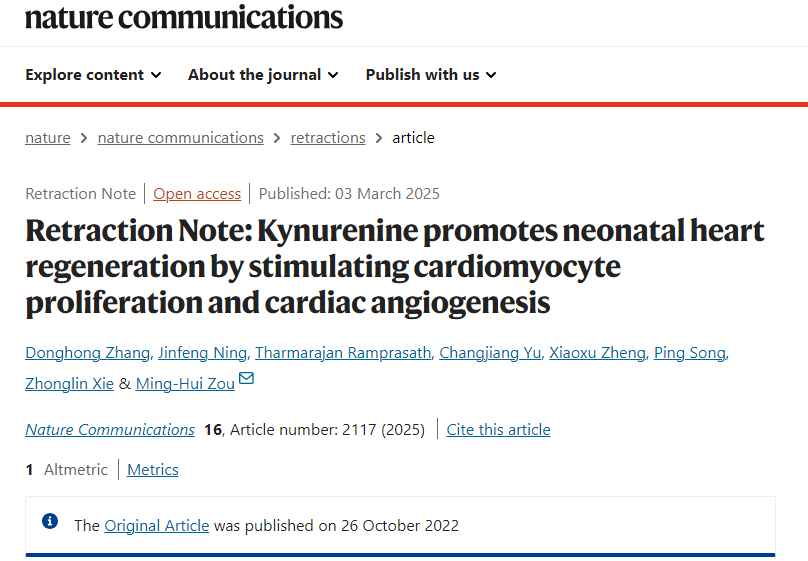 nature communications
Explore content About the journal Publish with us
nature > nature communications > retractions > article
Retraction Note | Open access | Published: 03 March 2025
Retraction Note: Kynurenine promotes neonatal heart
regeneration by stimulating cardiomyocyte
proliferation and cardiac angiogenesis
Donghong Zhang, Jinfeng Ning, Tharmarajan Ramprasath, Changjiang Yu, Xiaoxu Zheng, Ping Song,
Zhonglin Xie & Ming-Hui Zou
Nature Communications 16, Article number: 2117 (2025) | Cite this article
1 Altmetric | Metrics
The Original Article was published on 26 October 2022